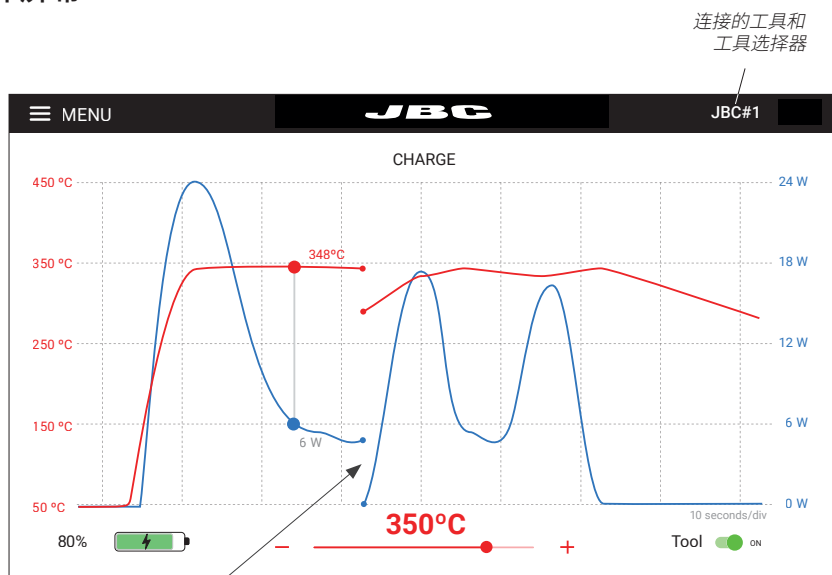 连接的工具和
工具选择器
MENU
JBC
JBC#1
CHARGE
450 ºC
24 W
348ºC
350 ºC
18 W
250 ºC
12 W
150 ºC
6 W
6 W
50 ºC
0 W
10 seconds/div
350ºC
80%
Tool
ON